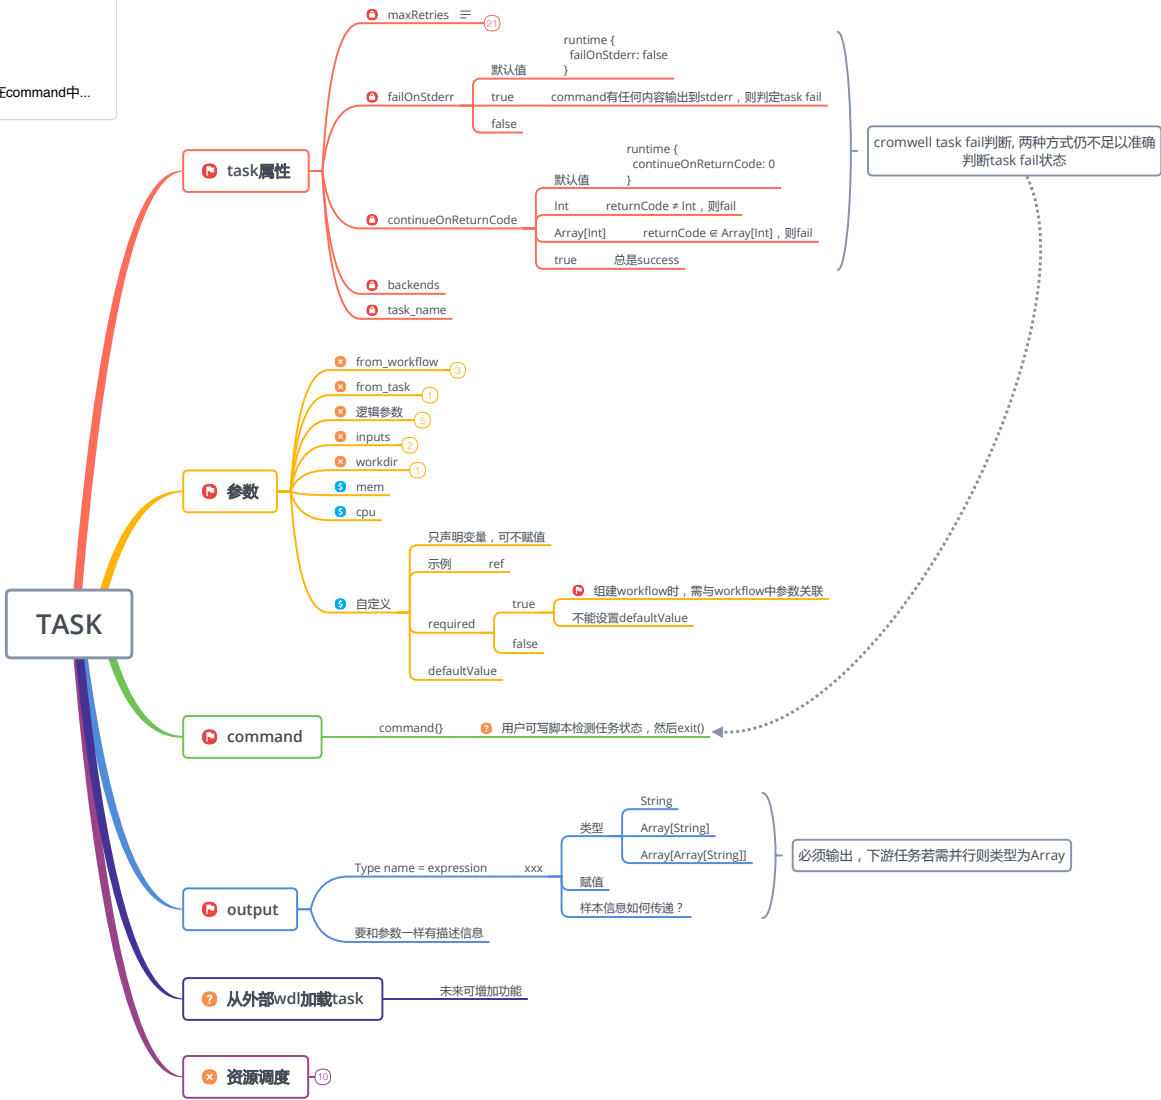 在command中...
TASK
task属性
maxRetries
21
failOnStderr
默认值
runtime {
failOnStderr: false
}
true
command有任何内容输出到stderr，则判定task fail
false
continueOnReturnCode
默认值
runtime {
continueOnReturnCode: 0
}
Int
returnCode ≠ Int，则fail
Array[Int]
returnCode ∉ Array[Int]，则fail
true
总是success
backends
task_name
cromwell task fail判断, 两种方式仍不足以准确
判断task fail状态
参数
from_workflow
3
from_task
1
逻辑参数
5
inputs
2
workdir
1
mem
cpu
自定义
只声明变量，可不赋值
示例
ref
required
true
组建workflow时，需与workflow中参数关联
不能设置defaultValue
false
defaultValue
command
command{}
用户可写脚本检测任务状态，然后exit()
output
Type name = expression
xxx
类型
String
Array[String]
Array[Array[String]]
赋值
样本信息如何传递？
要和参数一样有描述信息
必须输出，下游任务若需并行则类型为Array
从外部wdl加载task
未来可增加功能
资源调度
10